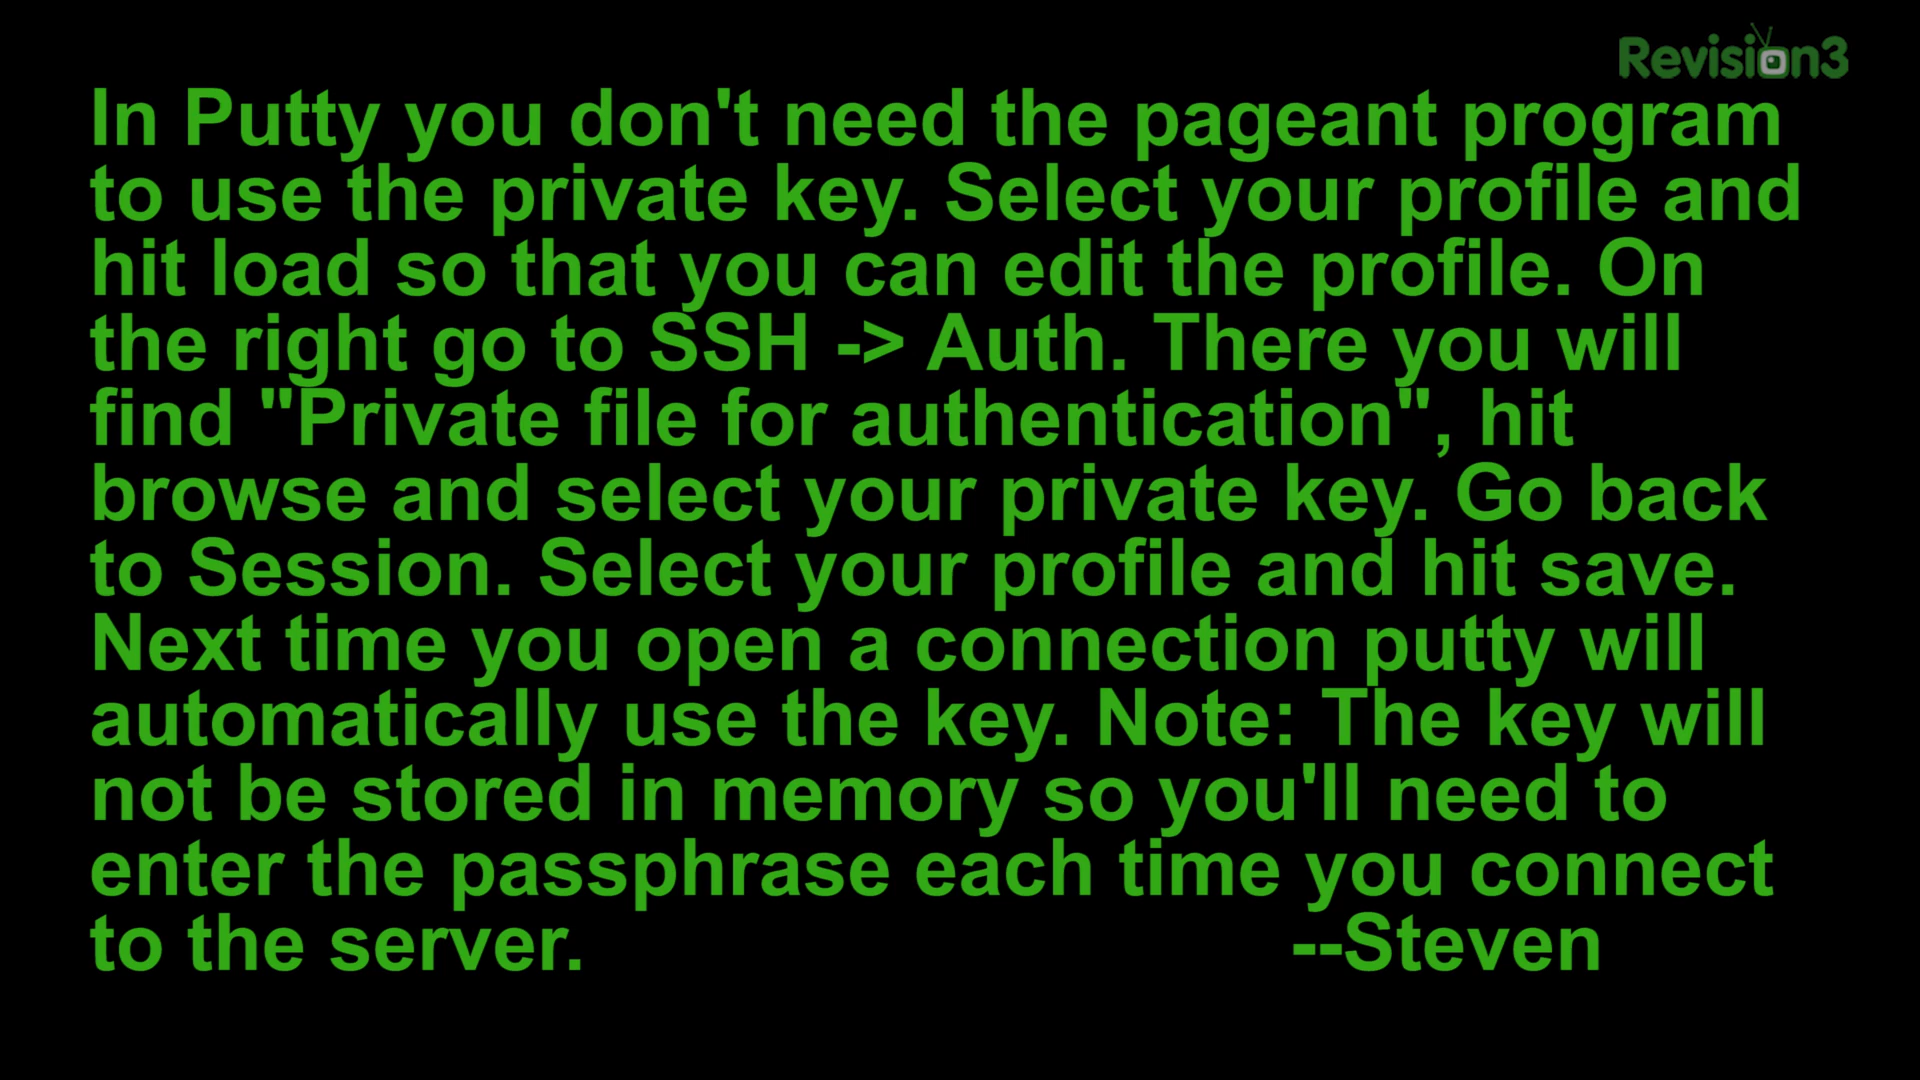 Revision3
In Putty you don't need the pageant program
to use the private key. Select your profile and
hit load so that you can edit the profile. On
the right go to SSH -> Auth. There you will
find "Private file for authentication", hit
browse and select your private key. Go back
to Session. Select your profile and hit save.
Next time you open a connection putty will
automatically use the key. Note: The key will
not be stored in memory so you'll need to
enter the passphrase each time you connect
to the server. --Steven